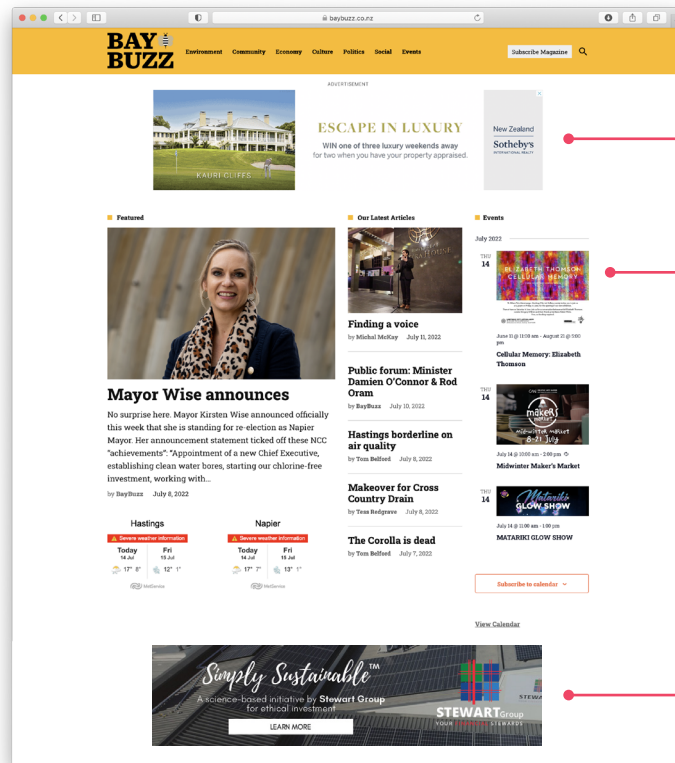 baybuzz.co.nz
BAY
BUZZ
Environment Community Economy Culture Politics Social Events
Subscribe Magazine
ADVERTISEMENT
ESCAPE IN LUXURY
WIN one of three luxury weekends away
for two when you have your property appraised.
KAURI CLIFFS
New Zealand
Sotheby's
INTERNATIONAL REALTY
Featured
Mayor Wise announces
No surprise here. Mayor Kirsten Wise announced officially
this week that she is standing for re-election as Napier
Mayor. Her announcement statement ticked off these NCC
"achievements": "Appointment of a new Chief Executive,
establishing clean water bores, starting our chlorine-free
investment, working with...
by BayBuzz July 8, 2022
Hastings
Severe weather information
Today
14 Jul
Fri
15 Jul
17° 8°
12° 1°
MetService
Napier
Severe weather information
Today
14 Jul
Fri
15 Jul
17° 7°
13° 1°
MetService
Our Latest Articles
Finding a voice
by Michal McKay July 11, 2022
Public forum: Minister
Damien O'Connor & Rod
Oram
by BayBuzz July 10, 2022
Hastings borderline on
air quality
by Tom Belford July 8, 2022
Makeover for Cross
Country Drain
by Tess Redgrave July 8, 2022
The Corolla is dead
by Tom Belford July 7, 2022
Events
July 2022
THU
14
ELIZABETH THOMSON
CELLULAR MEMORY
June 11 @ 11:08 am - August 21 @ 5:00
pm
Cellular Memory: Elizabeth
Thomson
THU
14
makers
MARKET
midwinter market
8-21 July
July 14 @ 10:00 am - 2:00 pm
Midwinter Maker's Market
THU
14
Matariki
GLOW SHOW
July 14 @ 11:00 am - 1:00 pm
MATARIKI GLOW SHOW
Subscribe to calendar
View Calendar
Simply Sustainable™
A science-based initiative by Stewart Group
for ethical investment
LEARN MORE
STEWART Group
YOUR STEWARDS
STEWA